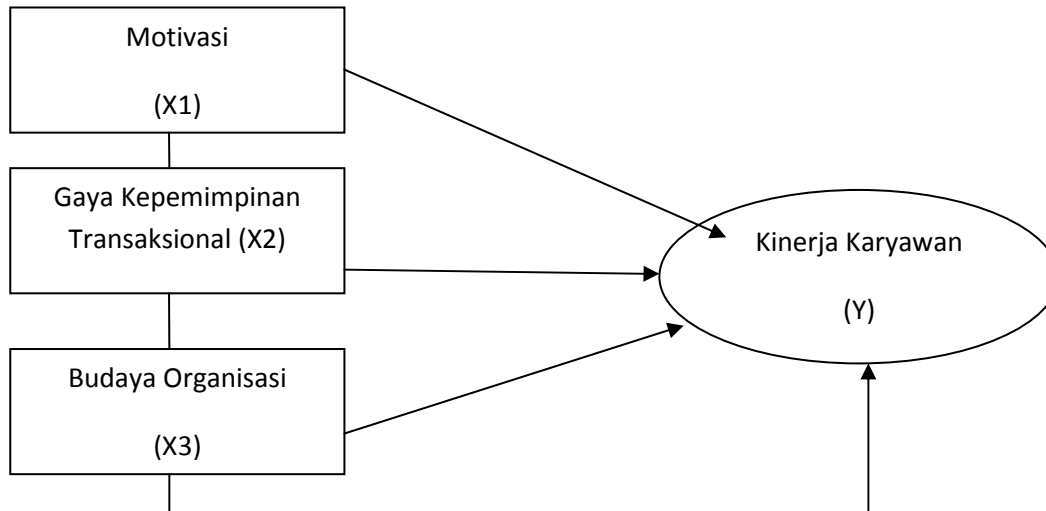 Motivasi
(X1)
Gaya Kepemimpinan
Transaksional (X2)
Kinerja Karyawan
(Y)
Budaya Organisasi
(X3)